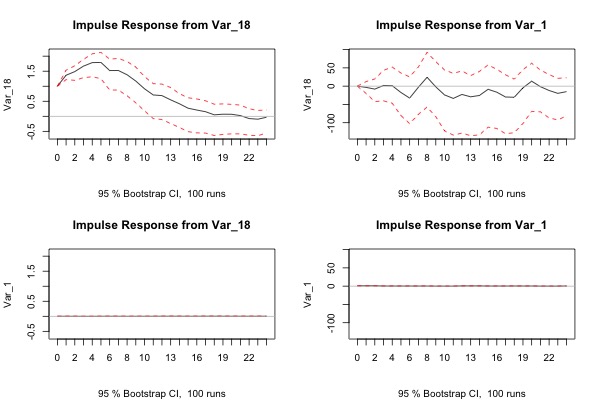 Impulse Response from Var_18
Var_18
1.5
0.5
-0.5
0 2 4 6 8 10 13 16 19 22
95 % Bootstrap CI, 100 runs
Impulse Response from Var_1
Var_18
50
0
-100
0 2 4 6 8 10 13 16 19 22
95 % Bootstrap CI, 100 runs
Impulse Response from Var_18
Var_1
1.5
0.5
-0.5
0 2 4 6 8 10 13 16 19 22
95 % Bootstrap CI, 100 runs
Impulse Response from Var_1
Var_1
50
0
-100
0 2 4 6 8 10 13 16 19 22
95 % Bootstrap CI, 100 runs